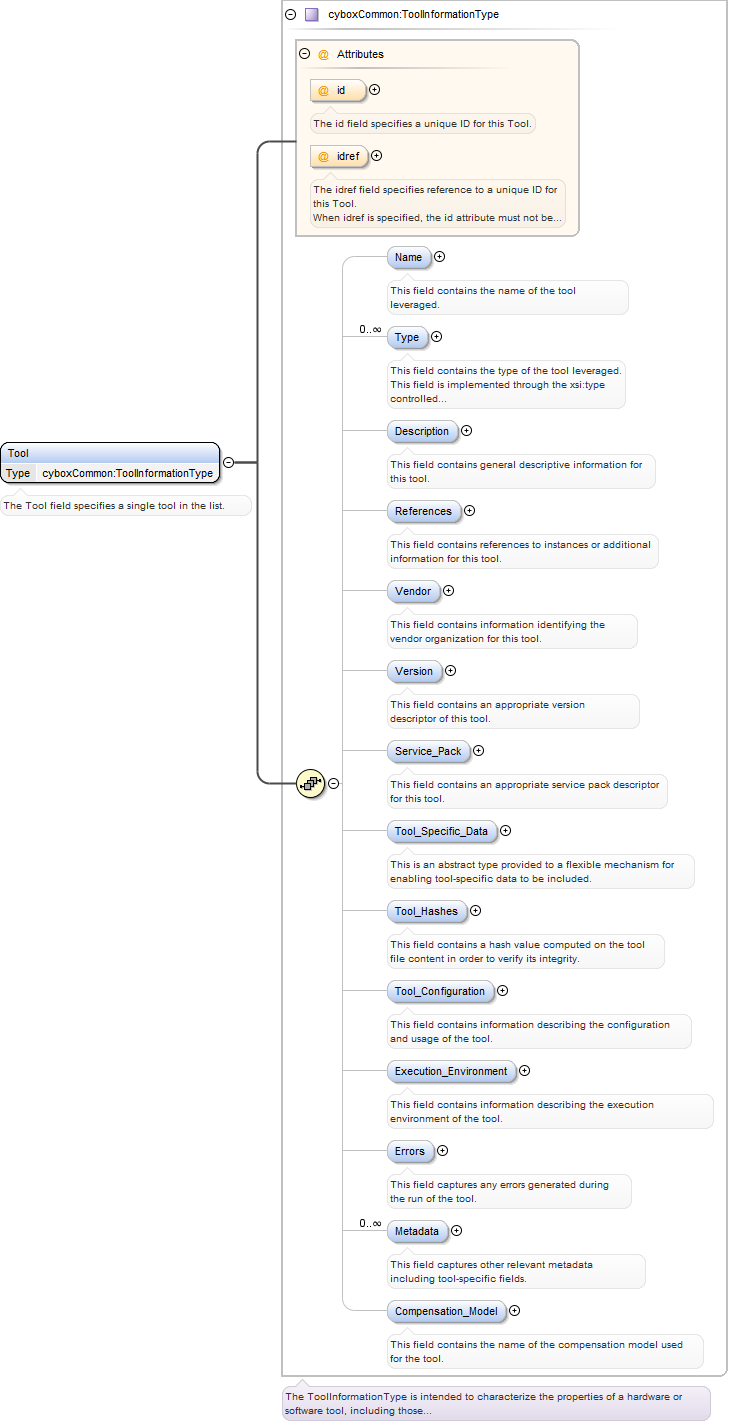 cyboxCommon:ToolInformationType
@ Attributes
@ id
The id field specifies a unique ID for this Tool.
@ idref
The idref field specifies reference to a unique ID for
this Tool.
When idref is specified, the id attribute must not be...
Name
This field contains the name of the tool
leveraged.
0..∞
Type
This field contains the type of the tool leveraged.
This field is implemented through the xsi:type
controlled...
Description
This field contains general descriptive information for
this tool.
Tool
Type cyboxCommon:ToolInformationType
The Tool field specifies a single tool in the list.
References
This field contains references to instances or additional
information for this tool.
Vendor
This field contains information identifying the
vendor organization for this tool.
Version
This field contains an appropriate version
descriptor of this tool.
Service_Pack
This field contains an appropriate service pack descriptor
for this tool.
Tool_Specific_Data
This is an abstract type provided to a flexible mechanism for
enabling tool-specific data to be included.
Tool_Hashes
This field contains a hash value computed on the tool
file content in order to verify its integrity.
Tool_Configuration
This field contains information describing the configuration
and usage of the tool.
Execution_Environment
This field contains information describing the execution
environment of the tool.
Errors
This field captures any errors generated during
the run of the tool.
0..∞
Metadata
This field captures other relevant metadata
including tool-specific fields.
Compensation_Model
This field contains the name of the compensation model used
for the tool.
The ToolInformationType is intended to characterize the properties of a hardware or
software tool, including those...